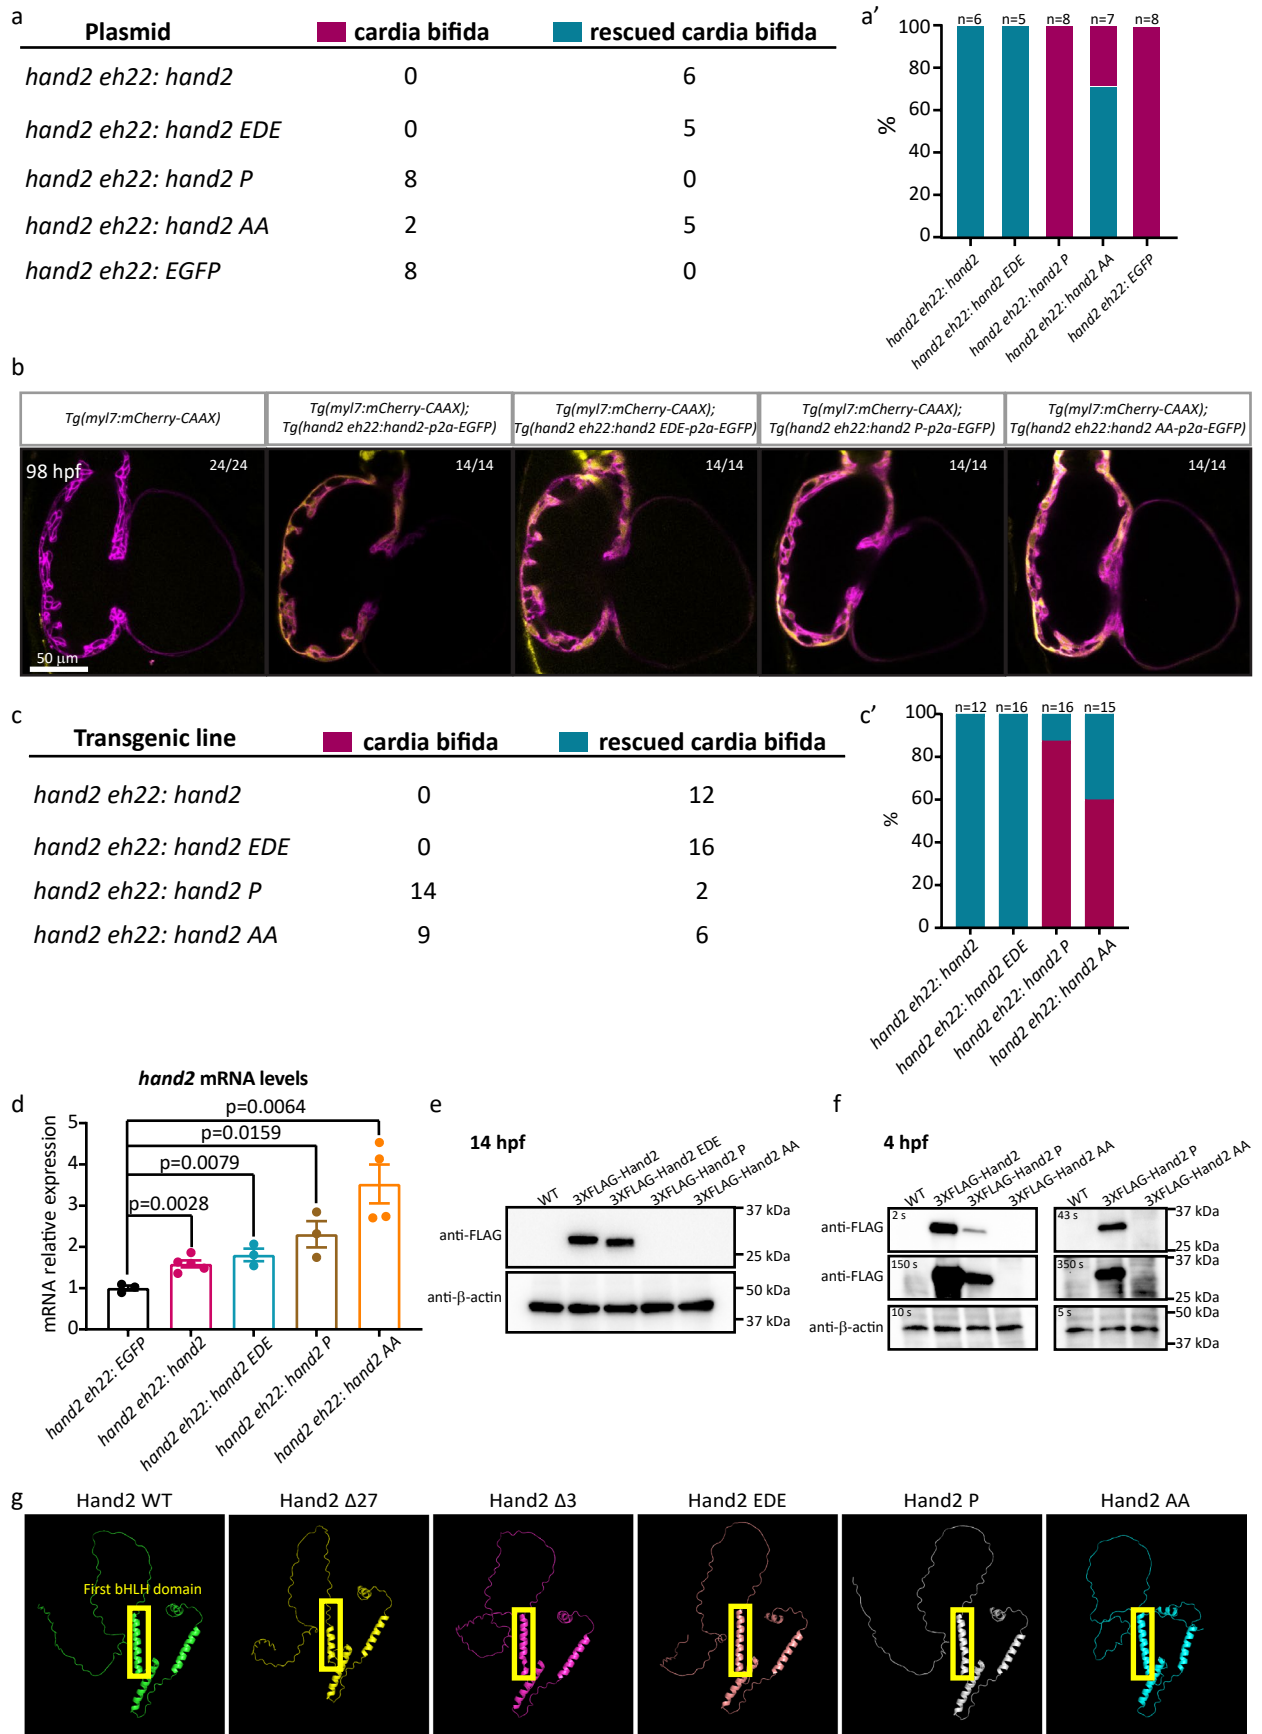 a
Plasmid cardia bifida rescued cardia bifida
hand2 eh22: hand2 0 6
hand2 eh22: hand2 EDE 0 5
hand2 eh22: hand2 P 8 0
hand2 eh22: hand2 AA 2 5
hand2 eh22: EGFP 8 0
a'
n=6 n=5 n=8 n=7 n=8
100
80
60
40
20
0
%
hand2 eh22: hand2
hand2 eh22: hand2 EDE
hand2 eh22: hand2 P
hand2 eh22: hand2 AA
hand2 eh22: EGFP
b
Tg(myl7:mCherry-CAAX)
Tg(myl7:mCherry-CAAX);
Tg(hand2 eh22:hand2-p2a-EGFP)
Tg(myl7:mCherry-CAAX);
Tg(hand2 eh22:hand2 EDE-p2a-EGFP)
Tg(myl7:mCherry-CAAX);
Tg(hand2 eh22:hand2 P-p2a-EGFP)
Tg(myl7:mCherry-CAAX);
Tg(hand2 eh22:hand2 AA-p2a-EGFP)
98 hpf
24/24
14/14
14/14
14/14
14/14
50 μm
c
Transgenic line cardia bifida rescued cardia bifida
hand2 eh22: hand2 0 12
hand2 eh22: hand2 EDE 0 16
hand2 eh22: hand2 P 14 2
hand2 eh22: hand2 AA 9 6
c'
n=12 n=16 n=16 n=15
100
80
60
40
20
0
%
hand2 eh22: hand2
hand2 eh22: hand2 EDE
hand2 eh22: hand2 P
hand2 eh22: hand2 AA
d
hand2 mRNA levels
mRNA relative expression
5
4
3
2
1
0
p=0.0064
p=0.0159
p=0.0079
p=0.0028
hand2 eh22: EGFP
hand2 eh22: hand2
hand2 eh22: hand2 EDE
hand2 eh22: hand2 P
hand2 eh22: hand2 AA
e
14 hpf
WT
3XFLAG-Hand2
3XFLAG-Hand2 EDE
3XFLAG-Hand2 P
3XFLAG-Hand2 AA
anti-FLAG
37 kDa
25 kDa
anti-β-actin
50 kDa
37 kDa
f
4 hpf
WT
3XFLAG-Hand2
3XFLAG-Hand2 P
3XFLAG-Hand2 AA
WT
3XFLAG-Hand2 P
3XFLAG-Hand2 AA
anti-FLAG
2 s
43 s
37 kDa
25 kDa
anti-FLAG
150 s
350 s
37 kDa
25 kDa
anti-β-actin
10 s
5 s
50 kDa
37 kDa
g
Hand2 WT
Hand2 Δ27
Hand2 Δ3
Hand2 EDE
Hand2 P
Hand2 AA
First bHLH domain